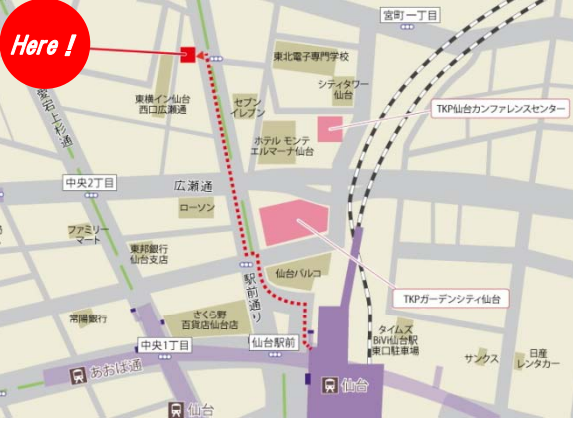 宮町一丁目
Here！
東北電子専門学校
シティタワー
仙台
TKP仙台カンファレンスセンター
東横イン仙台
西口広瀬通
セブン
イレブン
愛宕上杉通
ホテル モンテ
エルマーナ仙台
中央2丁目
広瀬通
ローソン
ファミリー
マート
東邦銀行
仙台支店
仙台パルコ
駅前通り
TKPガーデンシティ仙台
常陽銀行
さくら野
百貨店仙台店
中央1丁目
仙台駅前
タイムズ
BiVi仙台駅
東口駐車場
サンクス
日産
レンタカー
あおば通
仙台
仙台